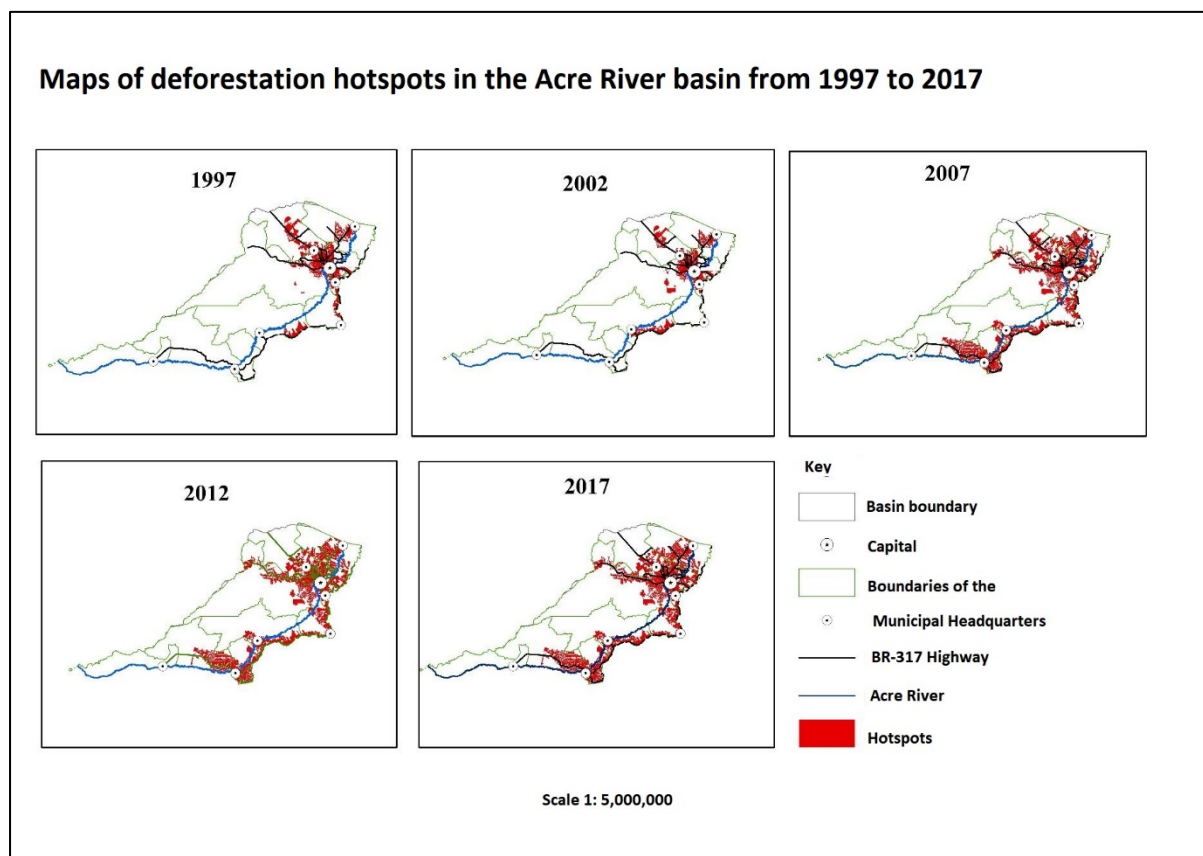 Maps of deforestation hotspots in the Acre River basin from 1997 to 2017
1997
2002
2007
2012
2017
Key
Basin boundary
Capital
Boundaries of the
Municipal Headquarters
BR-317 Highway
Acre River
Hotspots
Scale 1: 5,000,000